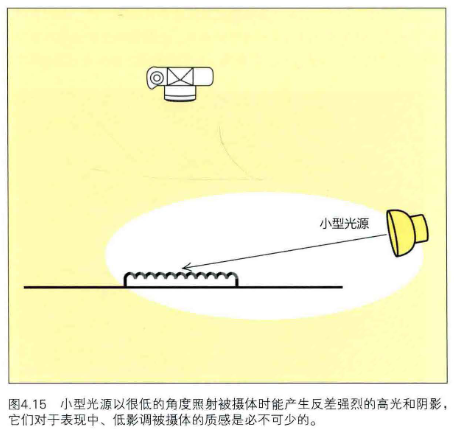 小型光源
图4.15 小型光源以很低的角度照射被摄体时能产生反差强烈的高光和阴影，
它们对于表现中、低影调被摄体的质感是必不可少的。